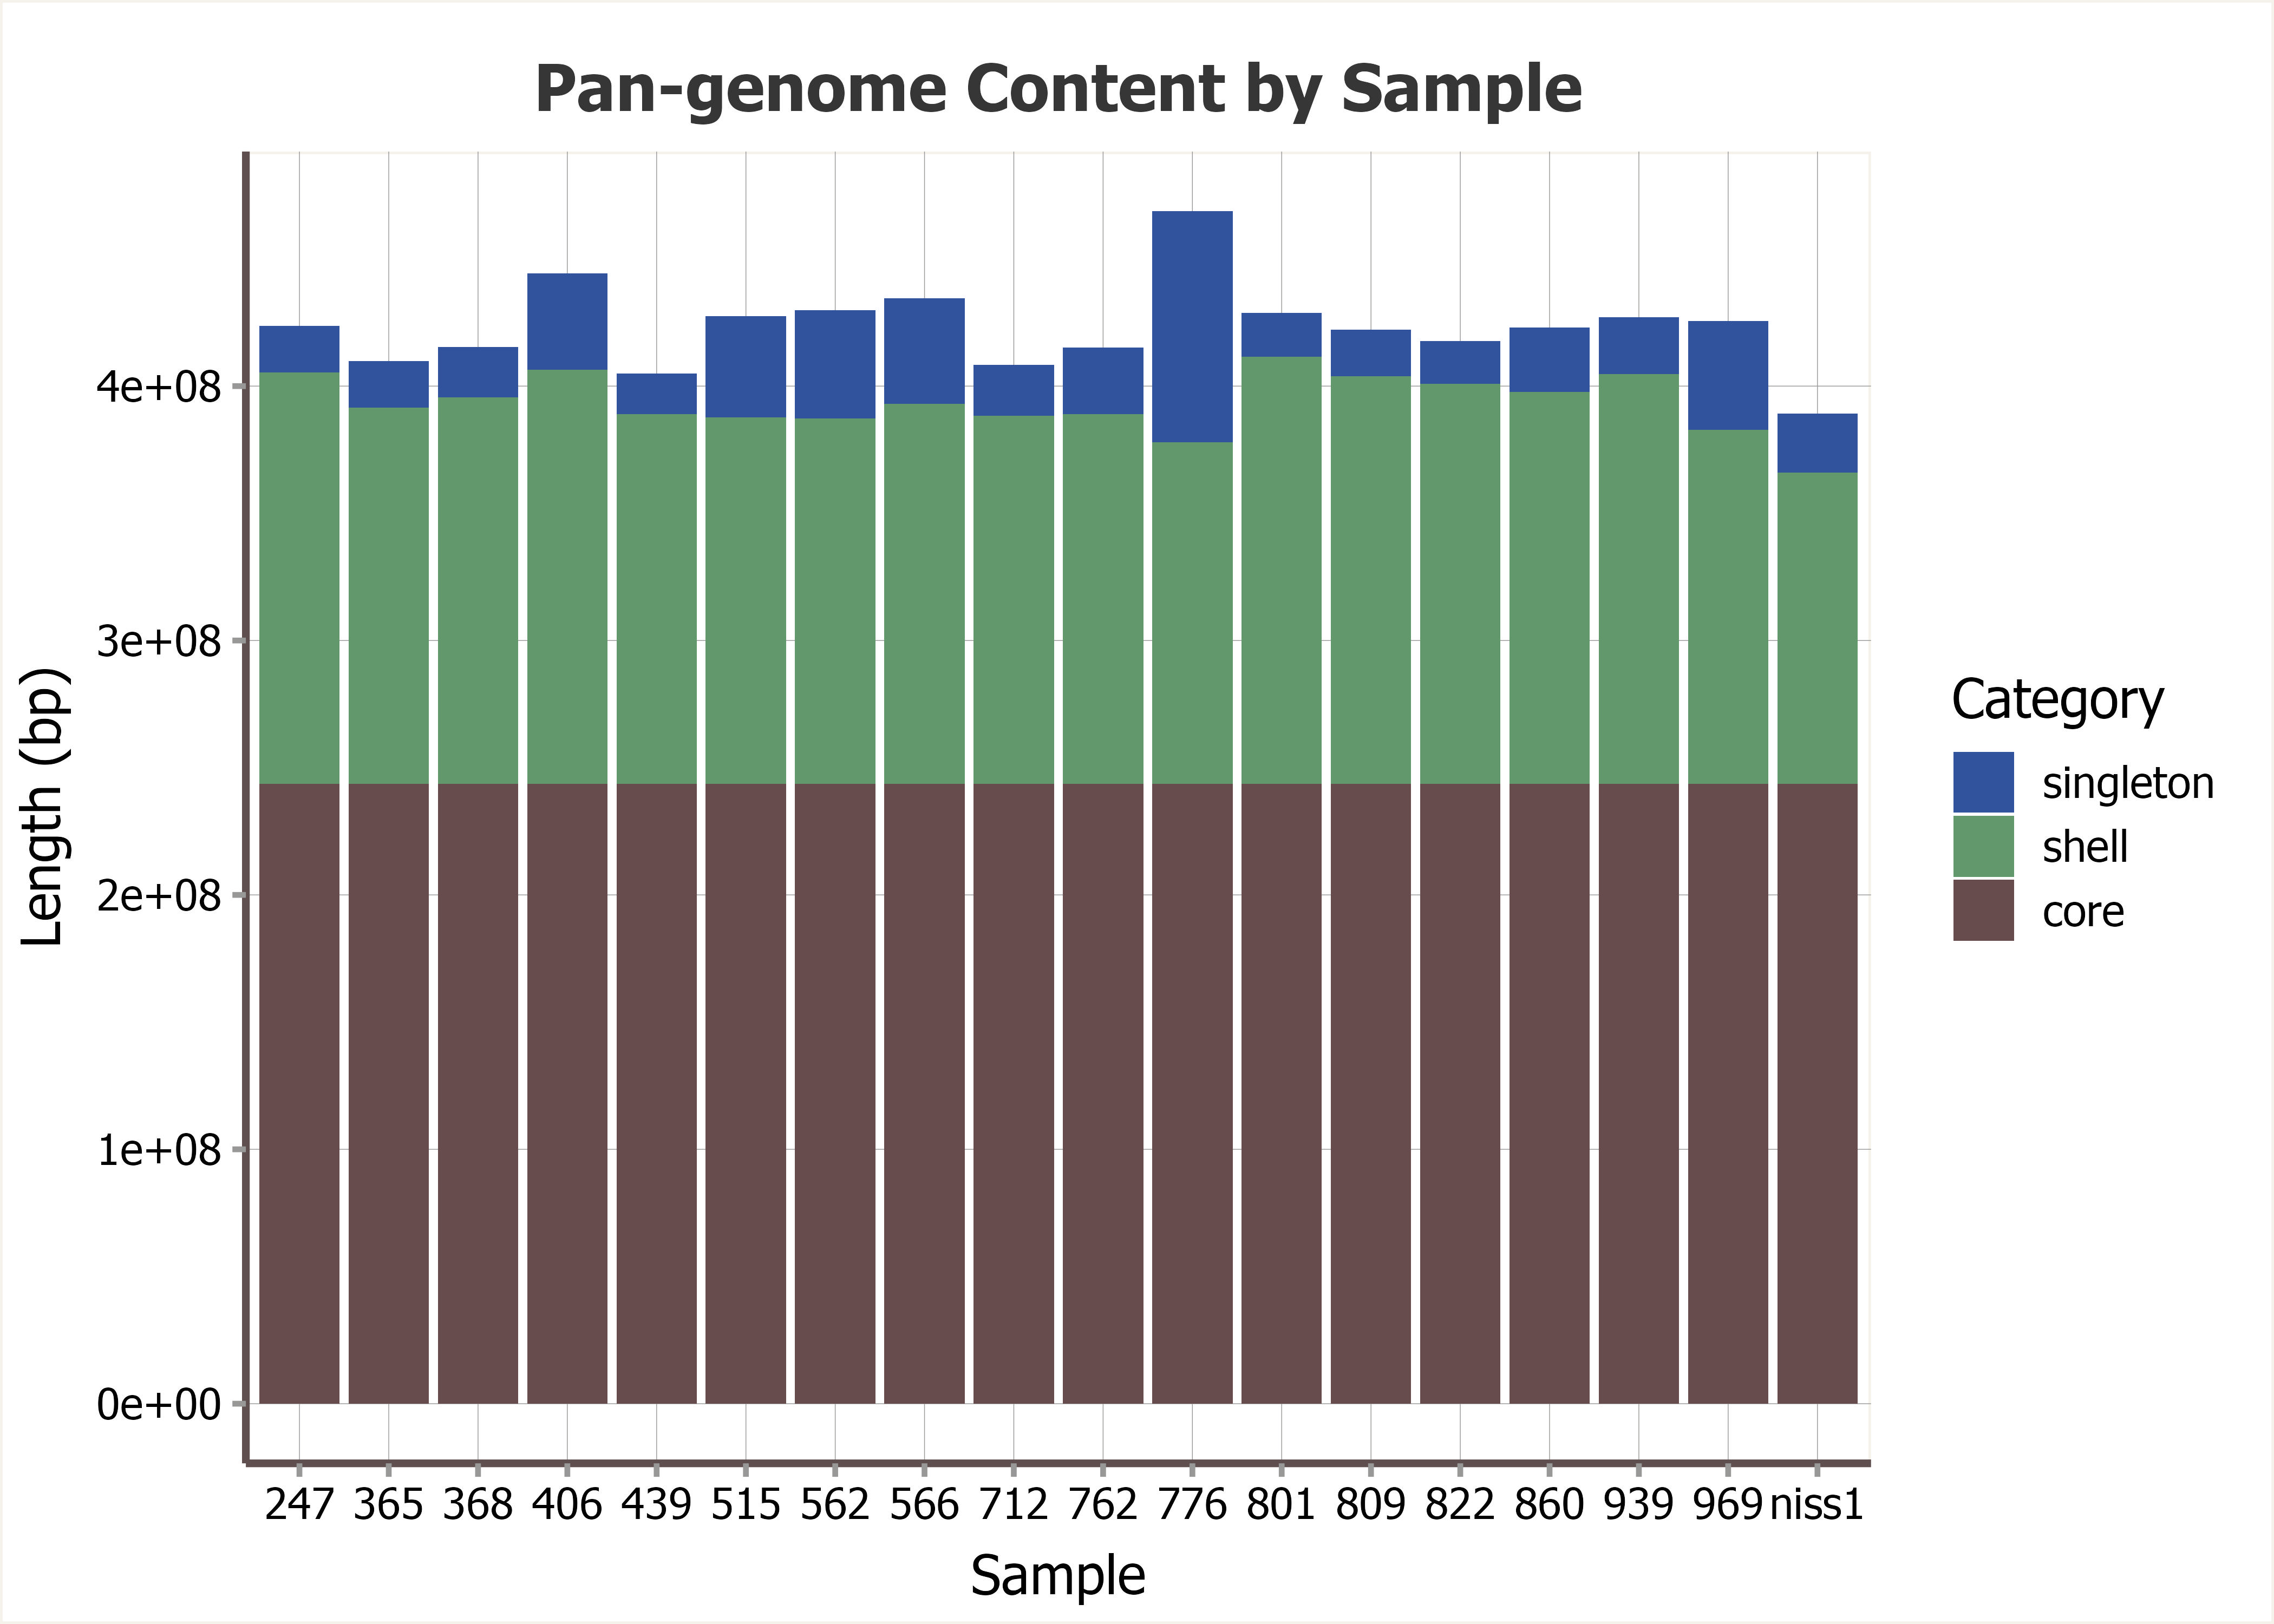 Pan-genome Content by Sample
Length (bp)
4e+08
3e+08
2e+08
1e+08
0e+00
247 365 368 406 439 515 562 566 712 762 776 801 809 822 860 939 969 niss1
Sample
Category
singleton
shell
core